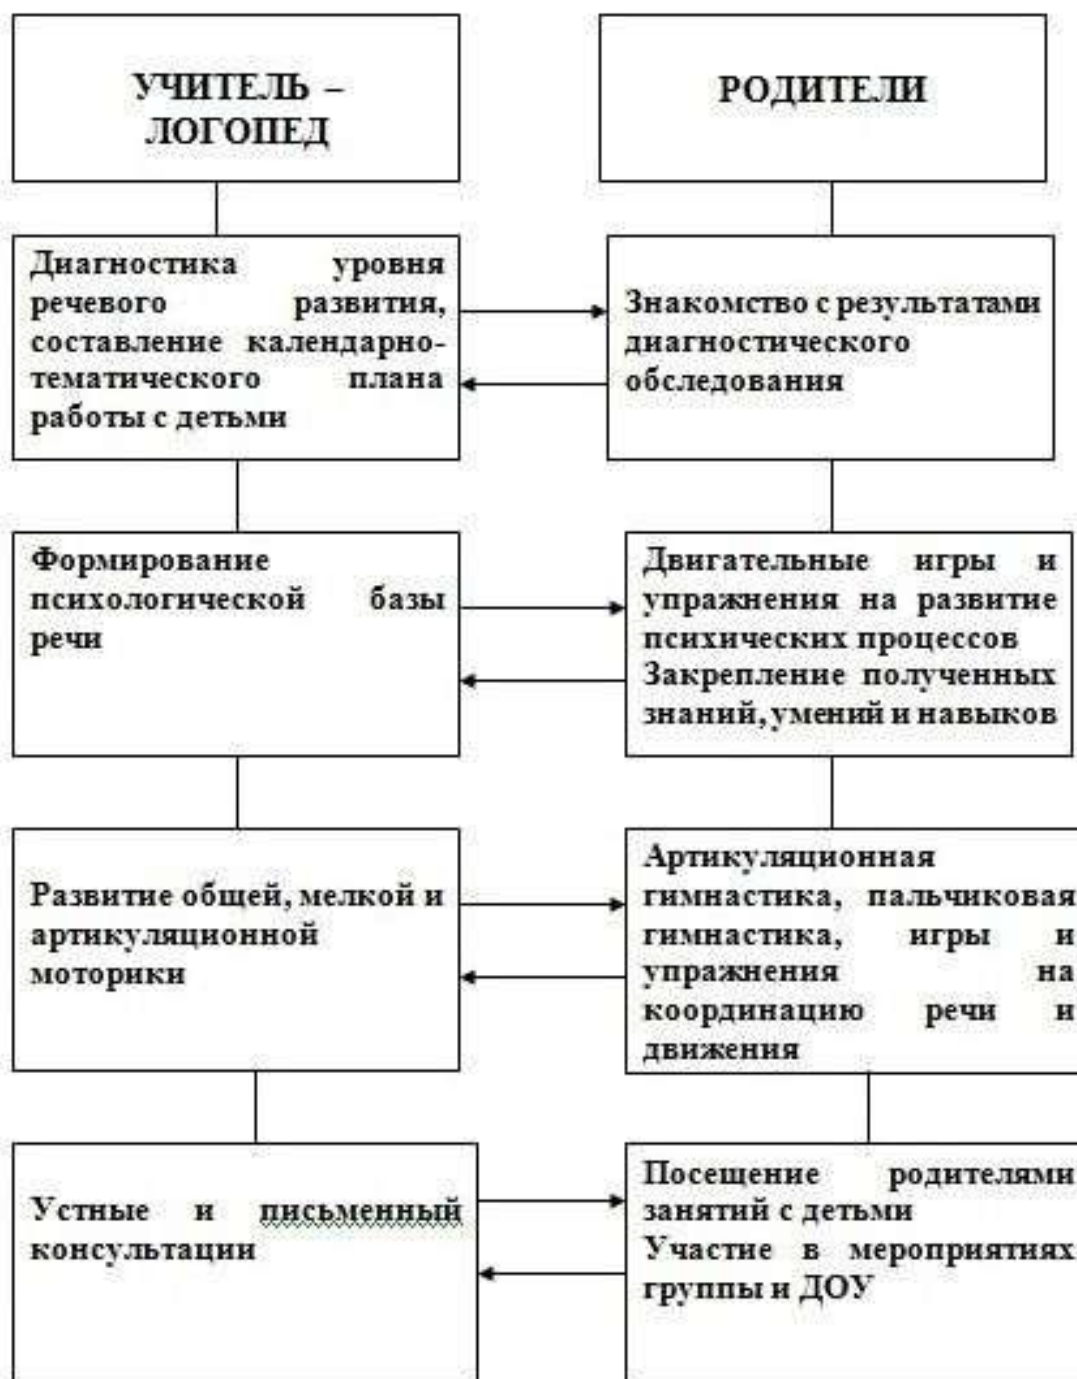 УЧИТЕЛЬ –
ЛОГОПЕД
РОДИТЕЛИ
Диагностика уровня
речевого развития,
составление календарно-
тематического плана
работы с детьми
Знакомство с результатами
диагностического
обследования
Формирование
психологической базы
речи
Двигательные игры и
упражнения на развитие
психических процессов
Закрепление полученных
знаний, умений и навыков
Развитие общей, мелкой и
артикуляционной
моторики
Артикуляционная
гимнастика, пальчиковая
гимнастика, игры и
упражнения на
координацию речи и
движения
Устные и письменный
консультации
Посещение родителями
занятий с детьми
Участие в мероприятиях
группы и ДОУ